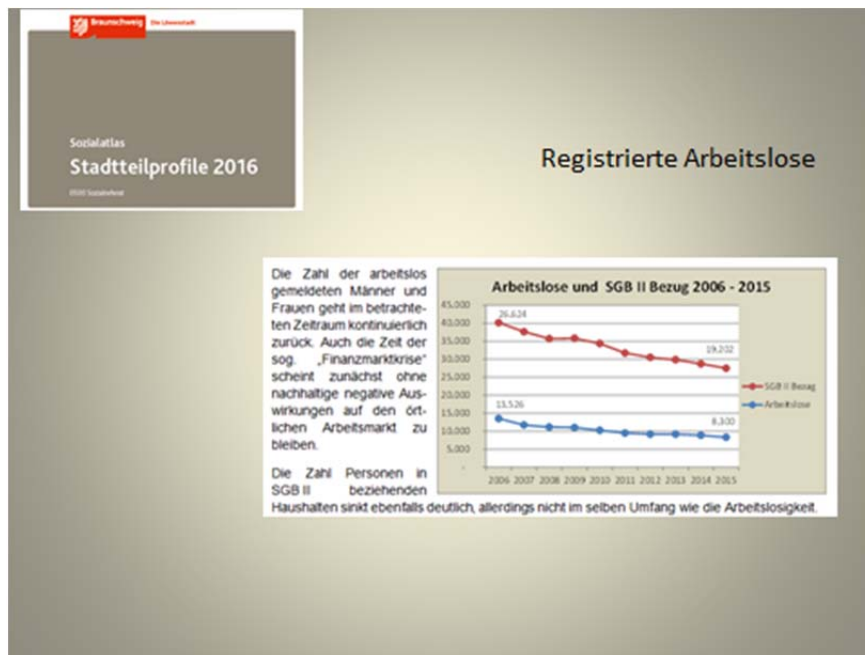 Braunschweig Die Löwenstadt
Sozialatlas
Stadtteilprofile 2016
Registrierte Arbeitslose
Die Zahl der arbeitslos
gemeldeten Männer und
Frauen geht im betrachte-
ten Zeitraum kontinuierlich
zurück. Auch die Zeit der
sog. „Finanzmarktkrise“
scheint zunächst ohne
nachhaltige negative Aus-
wirkungen auf den ört-
lichen Arbeitsmarkt zu
bleiben.
Die Zahl Personen in
SGB II beziehenden
Haushalten sinkt ebenfalls deutlich, allerdings nicht im selben Umfang wie die Arbeitslosigkeit.
Arbeitslose und SGB II Bezug 2006 - 2015
45,000
40,000
35,000
30,000
25,000
20,000
15,000
10,000
5,000
-
26,624
19,202
13,526
8,300
SGB II Bezug
Arbeitslose
2006 2007 2008 2009 2010 2011 2012 2013 2014 2015